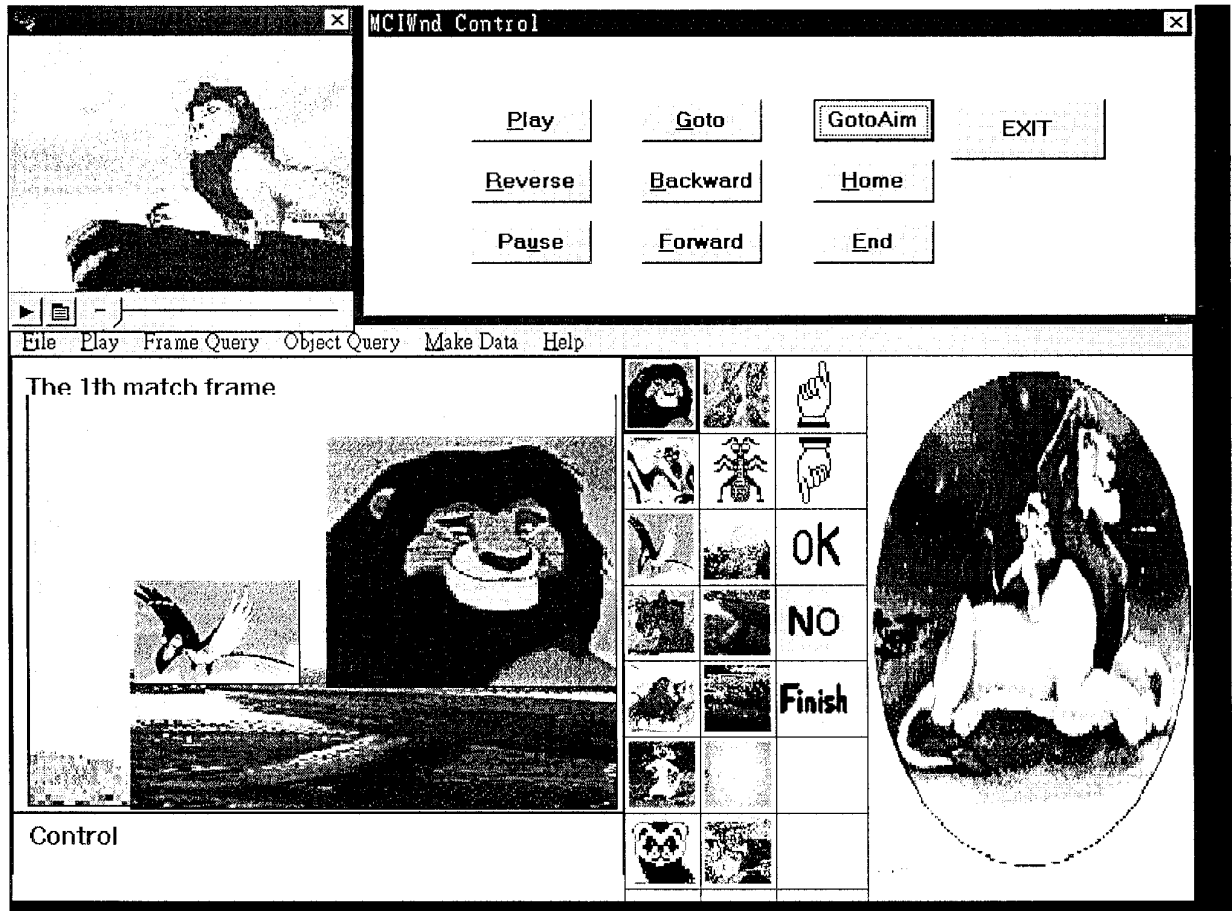 MCIWnd Control
Play Goto GotoAim EXIT
Reverse Backward Home
Pause Forward End
File Play Frame Query Object Query Make Data Help
The 1th match frame
OK
NO
Finish
Control